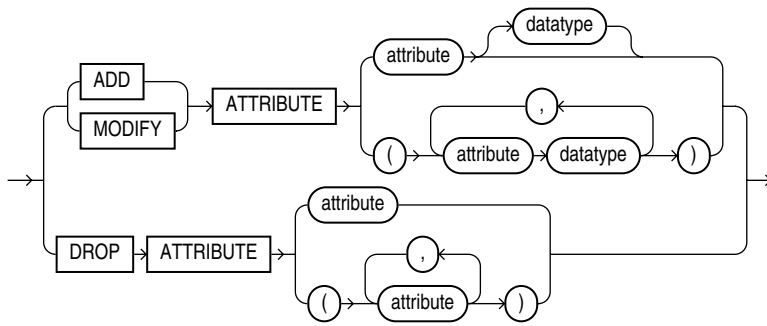 datatype
attribute
ADD
ATTRIBUTE
MODIFY
,
( attribute datatype )
attribute
DROP ATTRIBUTE
,
( attribute )